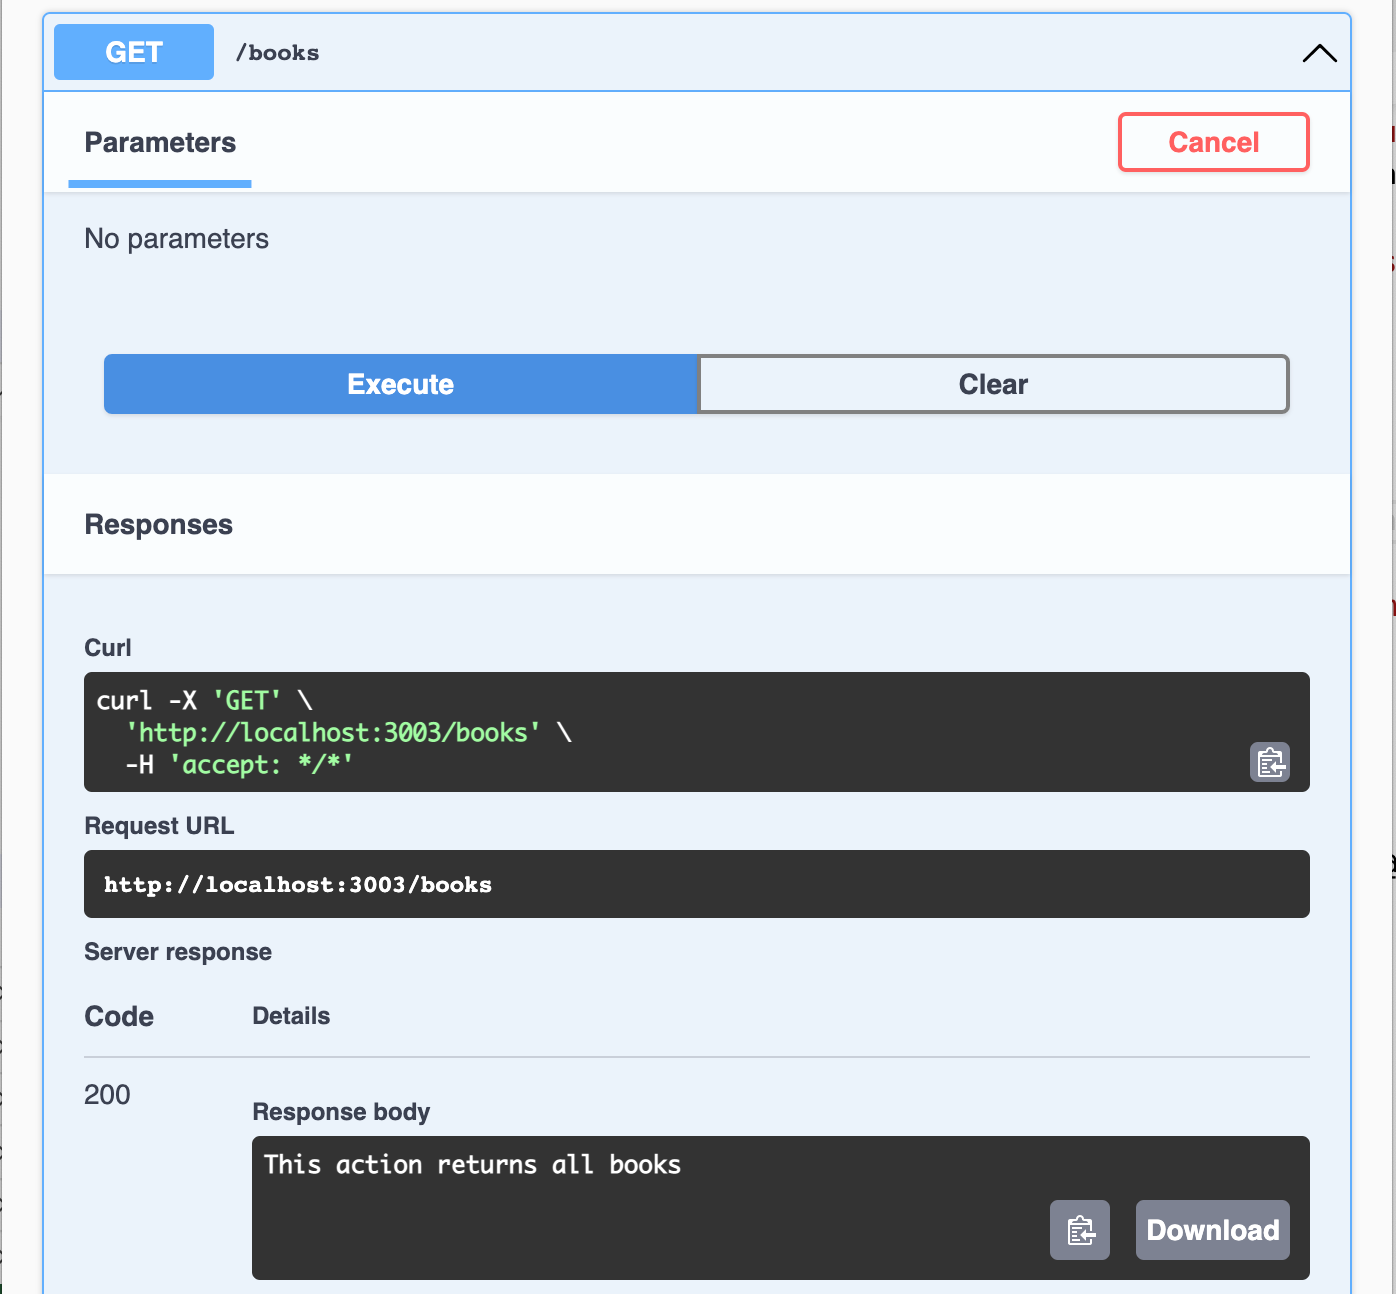 GET /books
Parameters Cancel
No parameters
Execute Clear
Responses
Curl
curl -X 'GET' \
'http://localhost:3003/books' \
-H 'accept: */*'
Request URL
http://localhost:3003/books
Server response
Code Details
200
Response body
This action returns all books
Download